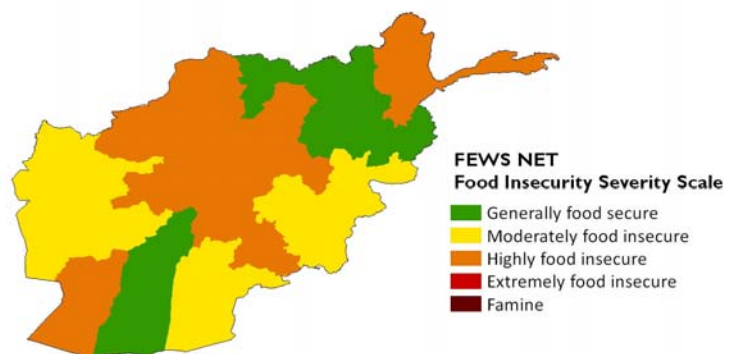 FEWS NET
Food Insecurity Severity Scale
Generally food secure
Moderately food insecure
Highly food insecure
Extremely food insecure
Famine